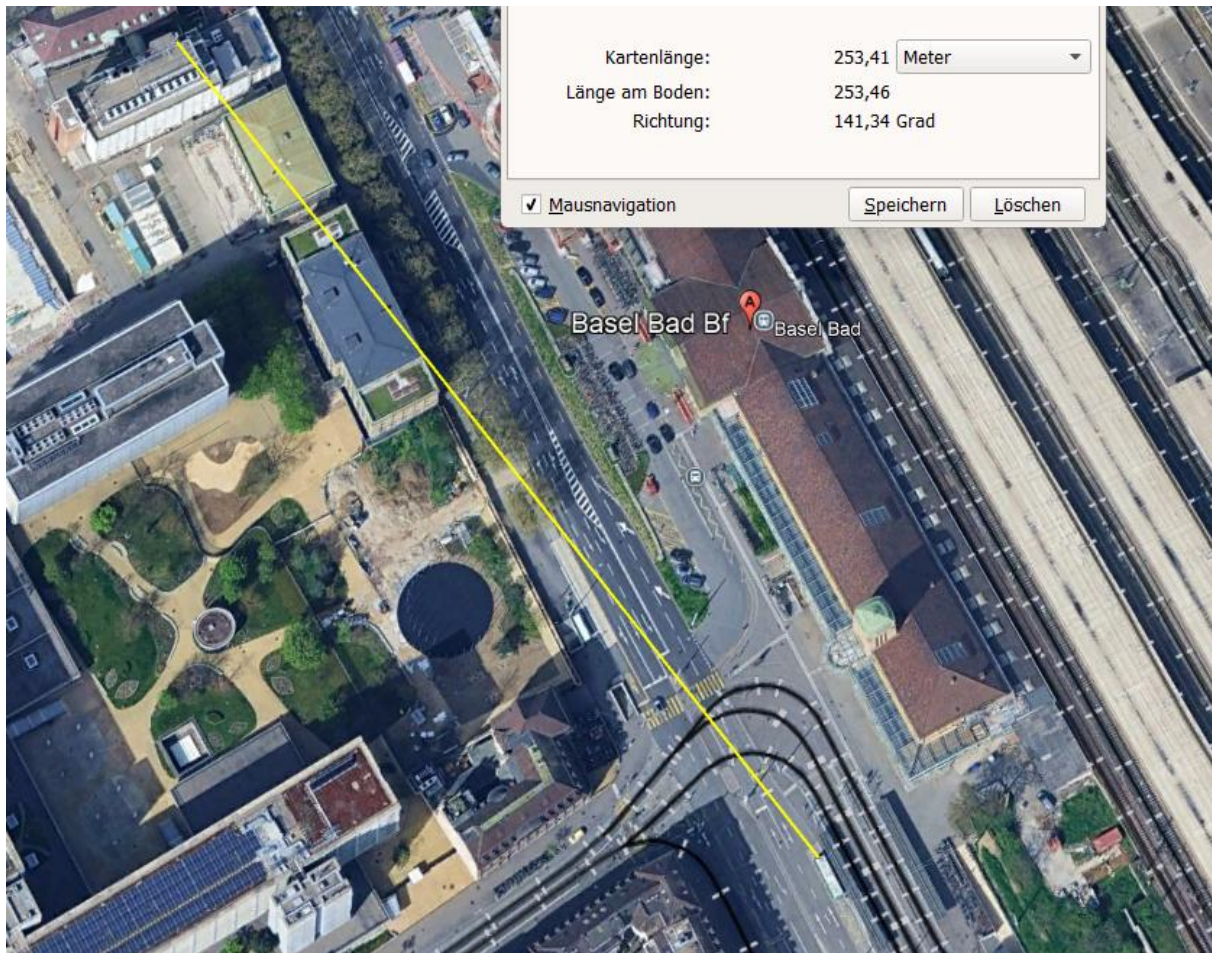 Kartenlänge: 253,41 Meter
Länge am Boden: 253,46
Richtung: 141,34 Grad
Mausnavigation Speichern Löschen
Basel Bad Bf A Basel Bad